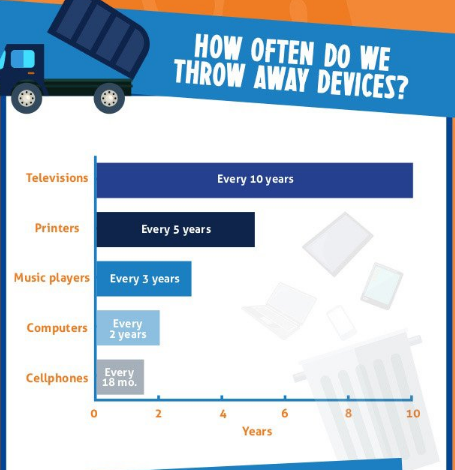 HOW OFTEN DO WE
THROW AWAY DEVICES?
Televisions
Every 10 years
Printers
Every 5 years
Music players
Every 3 years
Computers
Every
2 years
Cellphones
Every
18 mo.
0 2 4 6 8 10
Years